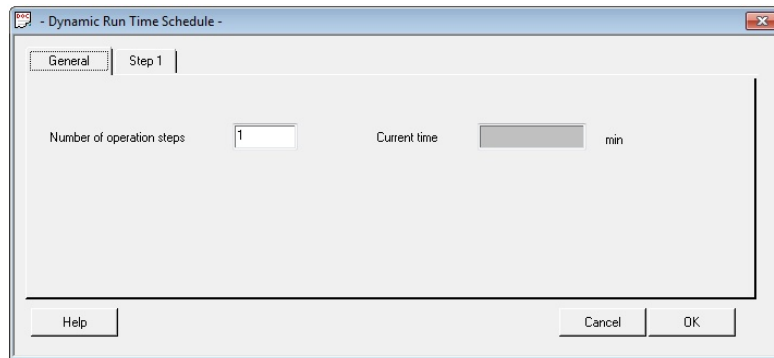 - Dynamic Run Time Schedule -
General Step 1
Number of operation steps 1 Current time min
Help Cancel OK